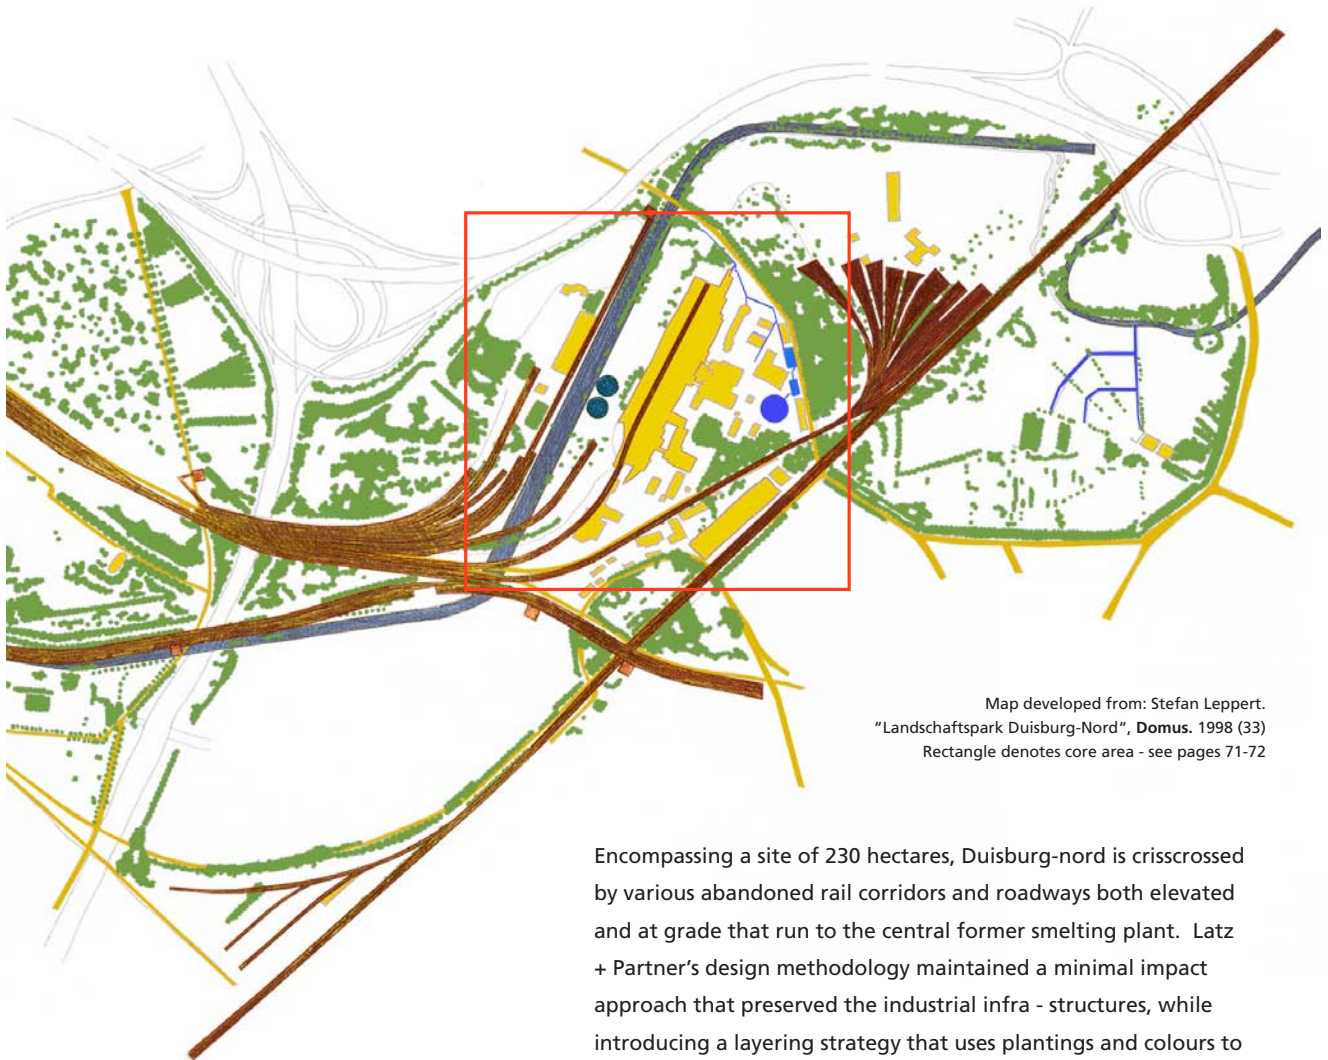 Map developed from: Stefan Leppert.
"Landschaftspark Duisburg-Nord", Domus. 1998 (33)
Rectangle denotes core area - see pages 71-72
Encompassing a site of 230 hectares, Duisburg-nord is crisscrossed
by various abandoned rail corridors and roadways both elevated
and at grade that run to the central former smelting plant.  Latz
+ Partner's design methodology maintained a minimal impact
approach that preserved the industrial infra - structures, while
introducing a layering strategy that uses plantings and colours to